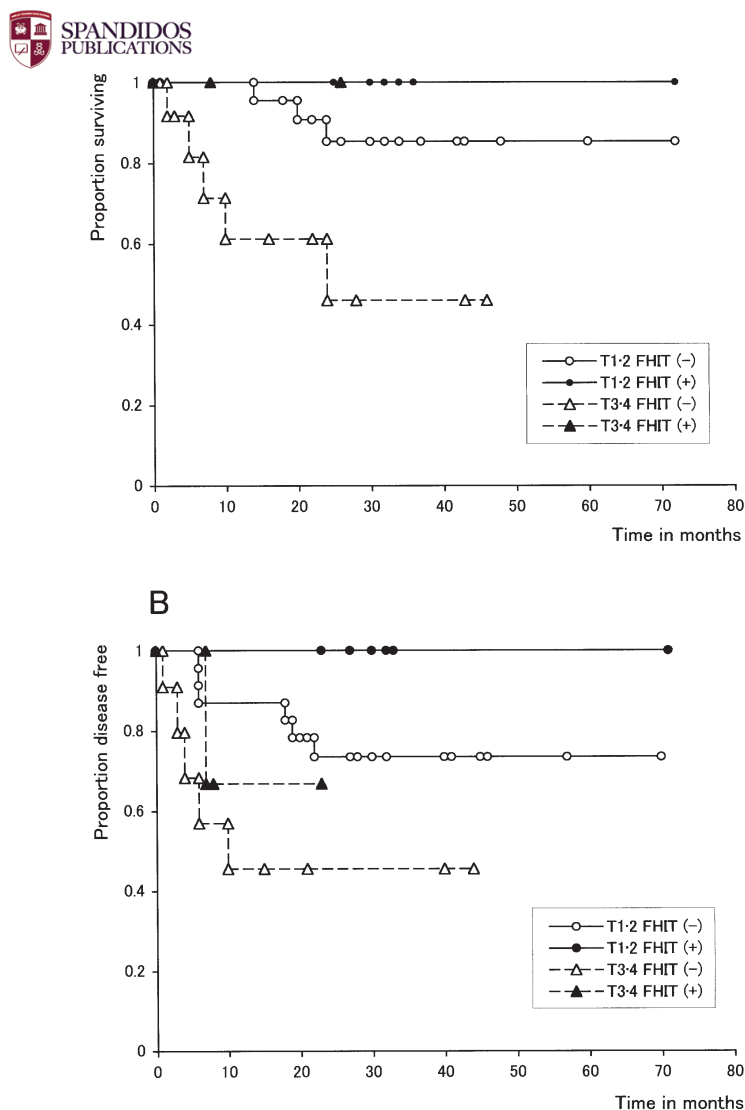 SPANDIDOS
PUBLICATIONS
Proportion surviving
1
0.8
0.6
0.4
0.2
0
0 10 20 30 40 50 60 70 80
Time in months
T1·2 FHIT (−)
T1·2 FHIT (+)
T3·4 FHIT (−)
T3·4 FHIT (+)
B
Proportion disease free
1
0.8
0.6
0.4
0.2
0
0 10 20 30 40 50 60 70 80
Time in months
T1·2 FHIT (−)
T1·2 FHIT (+)
T3·4 FHIT (−)
T3·4 FHIT (+)